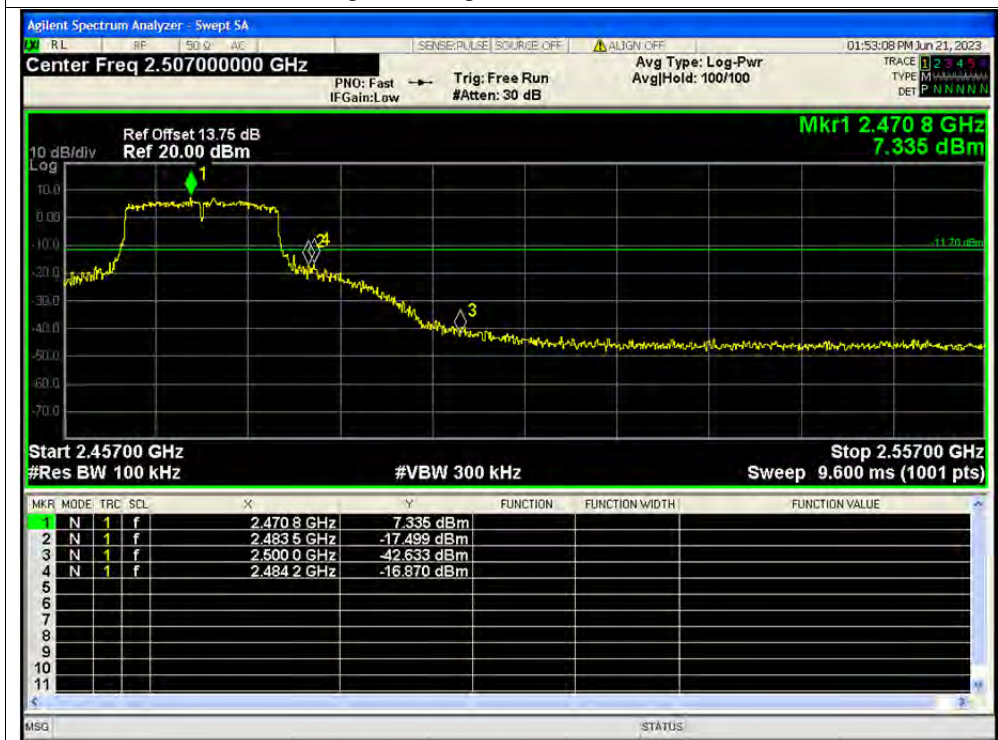 Agilent Spectrum Analyzer - Swept SA
RL RF 50 Ω AC SENSE:PULSE SOURCE OFF ALIGN OFF 01:53:08 PM Jun 21, 2023
Center Freq 2.507000000 GHz Avg Type: Log-Pwr TRACE 1 2 3 4 5 6
PNO: Fast Trig: Free Run Avg|Hold: 100/100 TYPE M
IFGain:Low #Atten: 30 dB DET P N N N N N
Mkr1 2.470 8 GHz
Ref Offset 13.75 dB
10 dB/div Ref 20.00 dBm 7.335 dBm
Log
1
10.0
0.00
-10.0
24
-11.70 dBm
-20.0
-30.0
3
-40.0
-50.0
-60.0
-70.0
Start 2.45700 GHz Stop 2.55700 GHz
#Res BW 100 kHz #VBW 300 kHz Sweep 9.600 ms (1001 pts)
MKR MODE TRC SCL X Y FUNCTION FUNCTION WIDTH FUNCTION VALUE
1 N 1 f 2.470 8 GHz 7.335 dBm
2 N 1 f 2.483 5 GHz -17.499 dBm
3 N 1 f 2.500 0 GHz -42.633 dBm
4 N 1 f 2.484 2 GHz -16.870 dBm
5
6
7
8
9
10
11
MSG STATUS